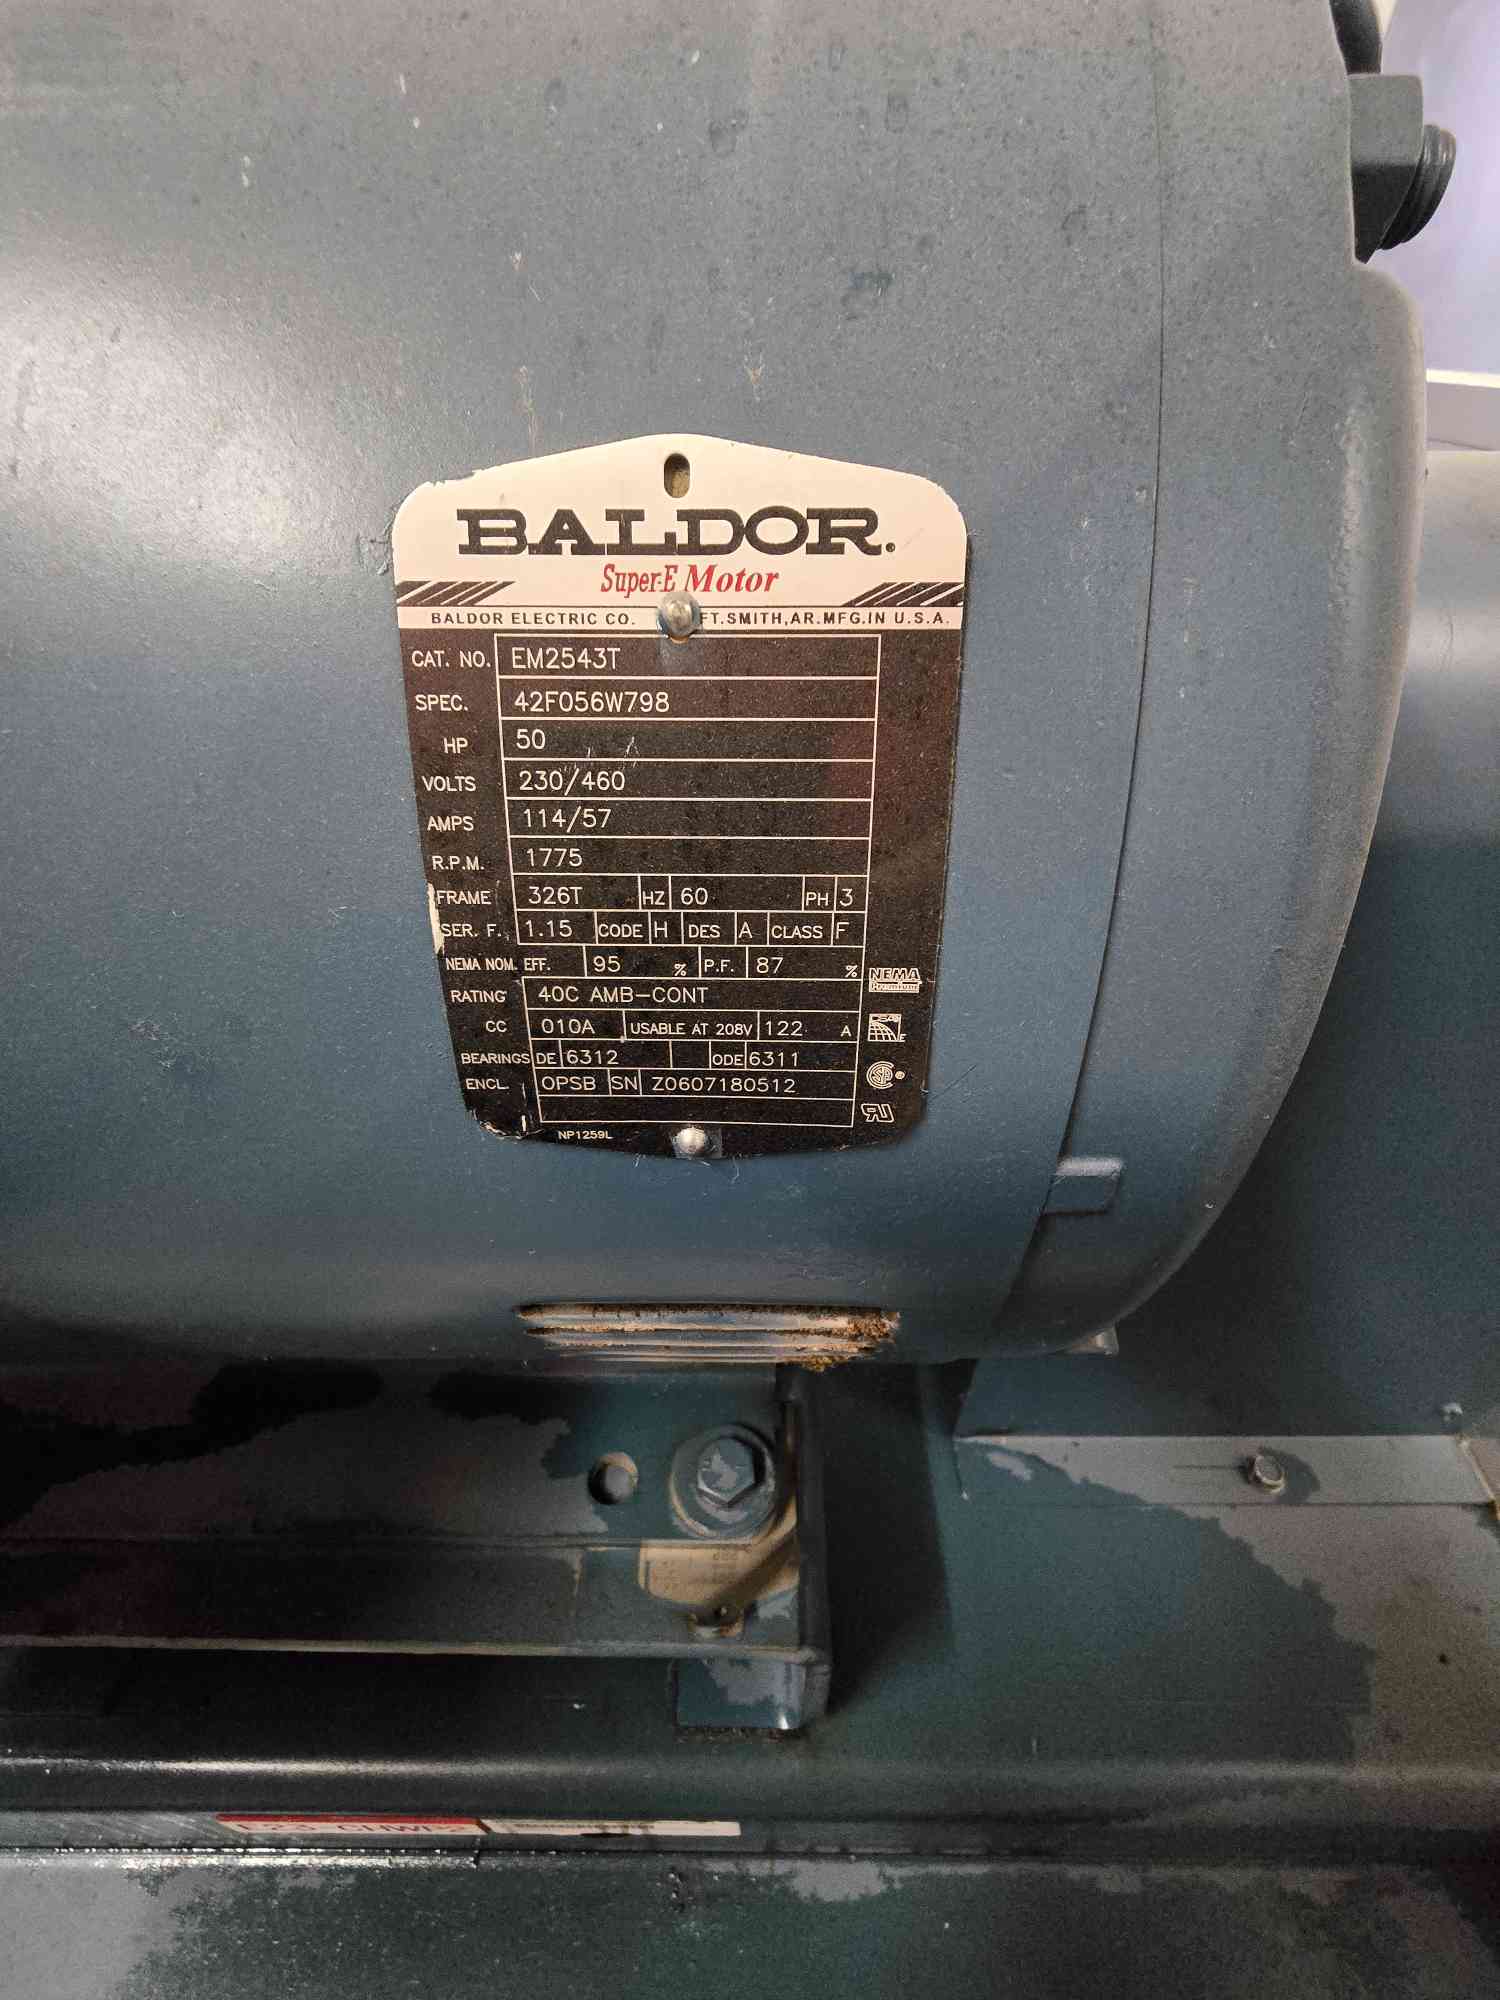 BALDOR.
Super-E Motor
BALDOR ELECTRIC CO. FT.SMITH,AR.MFG.IN U.S.A.
CAT. NO. EM2543T
SPEC. 42F056W798
HP 50
VOLTS 230/460
AMPS 114/57
R.P.M. 1775
FRAME 326T HZ 60 PH 3
SER. F. 1.15 CODE H DES A CLASS F
NEMA NOM. EFF. 95 % P.F. 87 %
NEMA
Premium
RATING 40C AMB-CONT
CC 010A USABLE AT 208V 122 A
BEARINGS DE 6312 ODE 6311
ENCL. OPSB SN Z0607180512
NP1259L